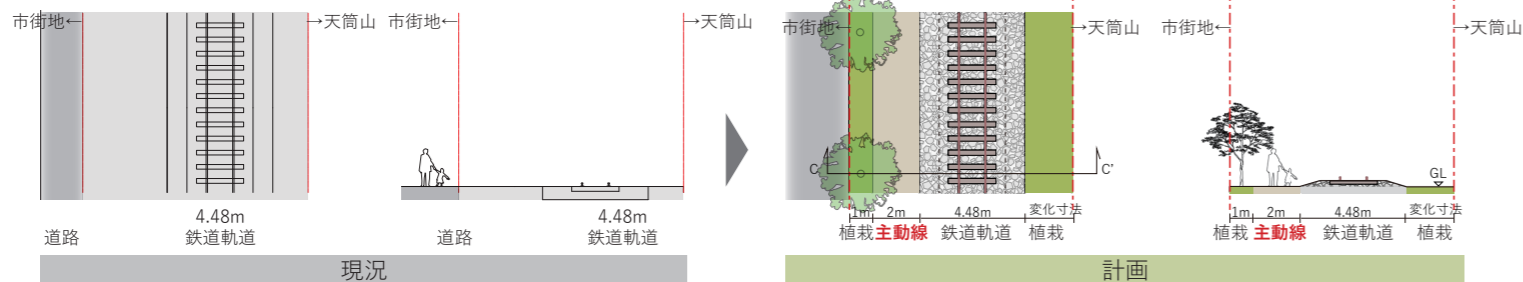 市街地←
→天筒山
市街地←
→天筒山
市街地←
→天筒山
市街地←
→天筒山
C
C'
GL
4.48m
4.48m
1m
2m
4.48m
変化寸法
1m
2m
4.48m
変化寸法
道路
鉄道軌道
道路
鉄道軌道
植栽
主動線
鉄道軌道
植栽
植栽
主動線
鉄道軌道
植栽
現況
計画